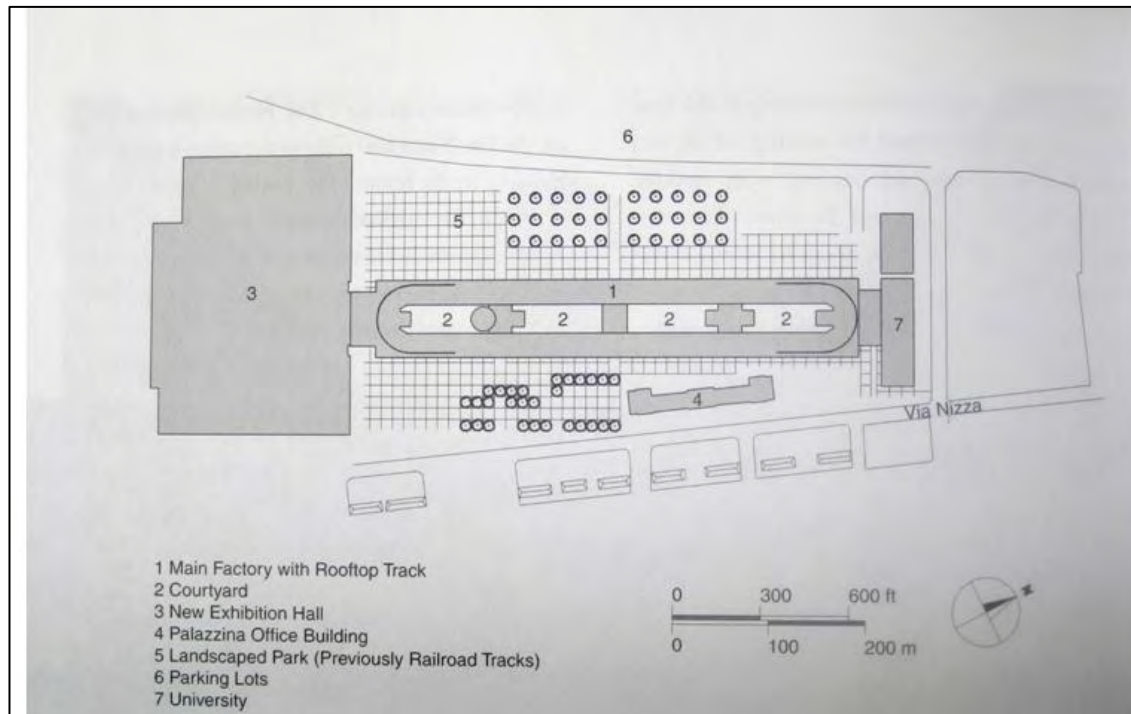 6
5
3
1
2
2
2
2
7
4
Via Nizza
1 Main Factory with Rooftop Track
2 Courtyard
3 New Exhibition Hall
4 Palazzina Office Building
5 Landscaped Park (Previously Railroad Tracks)
6 Parking Lots
7 University
0 300 600 ft
0 100 200 m
N